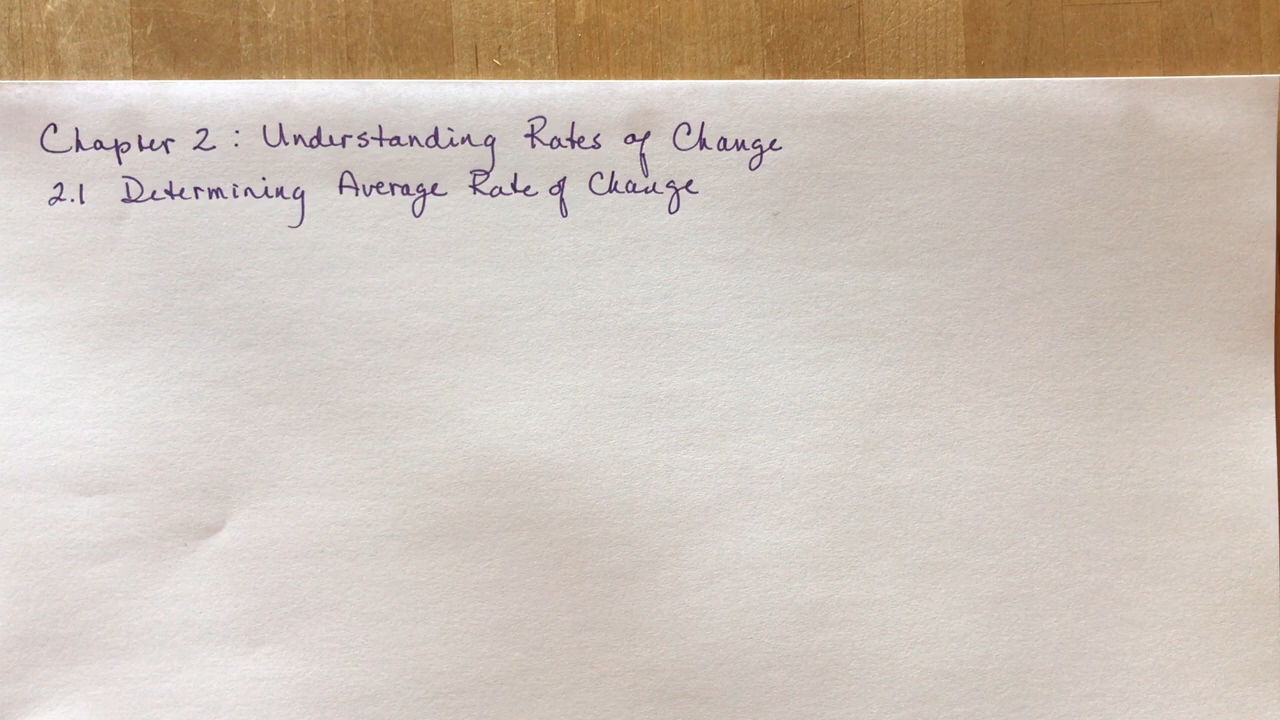 Chapter 2 : Understanding Rates of Change
2.1 Determining Average Rate of Change